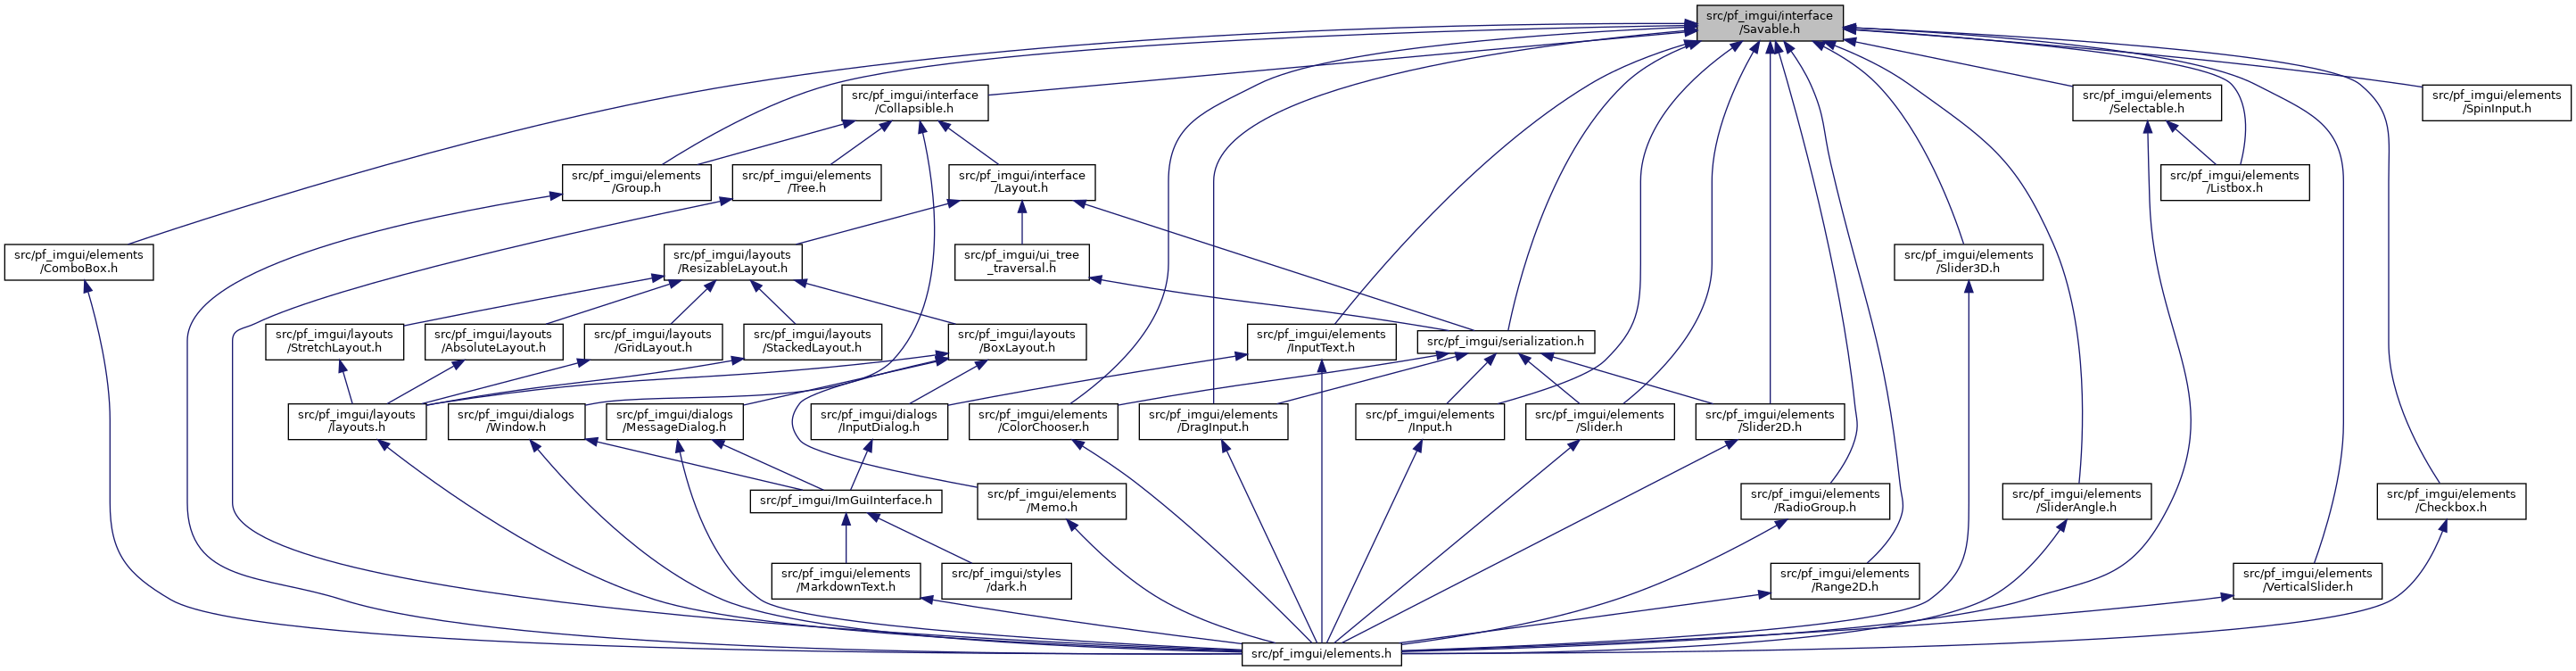 src/pf_imgui/interface
/Savable.h
src/pf_imgui/interface
/Collapsible.h
src/pf_imgui/elements
/Selectable.h
src/pf_imgui/elements
/SpinInput.h
src/pf_imgui/elements
/Group.h
src/pf_imgui/elements
/Tree.h
src/pf_imgui/interface
/Layout.h
src/pf_imgui/elements
/Listbox.h
src/pf_imgui/elements
/ComboBox.h
src/pf_imgui/layouts
/ResizableLayout.h
src/pf_imgui/ui_tree
_traversal.h
src/pf_imgui/elements
/Slider3D.h
src/pf_imgui/layouts
/StretchLayout.h
src/pf_imgui/layouts
/AbsoluteLayout.h
src/pf_imgui/layouts
/GridLayout.h
src/pf_imgui/layouts
/StackedLayout.h
src/pf_imgui/layouts
/BoxLayout.h
src/pf_imgui/elements
/InputText.h
src/pf_imgui/serialization.h
src/pf_imgui/layouts
/layouts.h
src/pf_imgui/dialogs
/Window.h
src/pf_imgui/dialogs
/MessageDialog.h
src/pf_imgui/dialogs
/InputDialog.h
src/pf_imgui/elements
/ColorChooser.h
src/pf_imgui/elements
/DragInput.h
src/pf_imgui/elements
/Input.h
src/pf_imgui/elements
/Slider.h
src/pf_imgui/elements
/Slider2D.h
src/pf_imgui/ImGuiInterface.h
src/pf_imgui/elements
/Memo.h
src/pf_imgui/elements
/RadioGroup.h
src/pf_imgui/elements
/SliderAngle.h
src/pf_imgui/elements
/Checkbox.h
src/pf_imgui/elements
/MarkdownText.h
src/pf_imgui/styles
/dark.h
src/pf_imgui/elements
/Range2D.h
src/pf_imgui/elements
/VerticalSlider.h
src/pf_imgui/elements.h